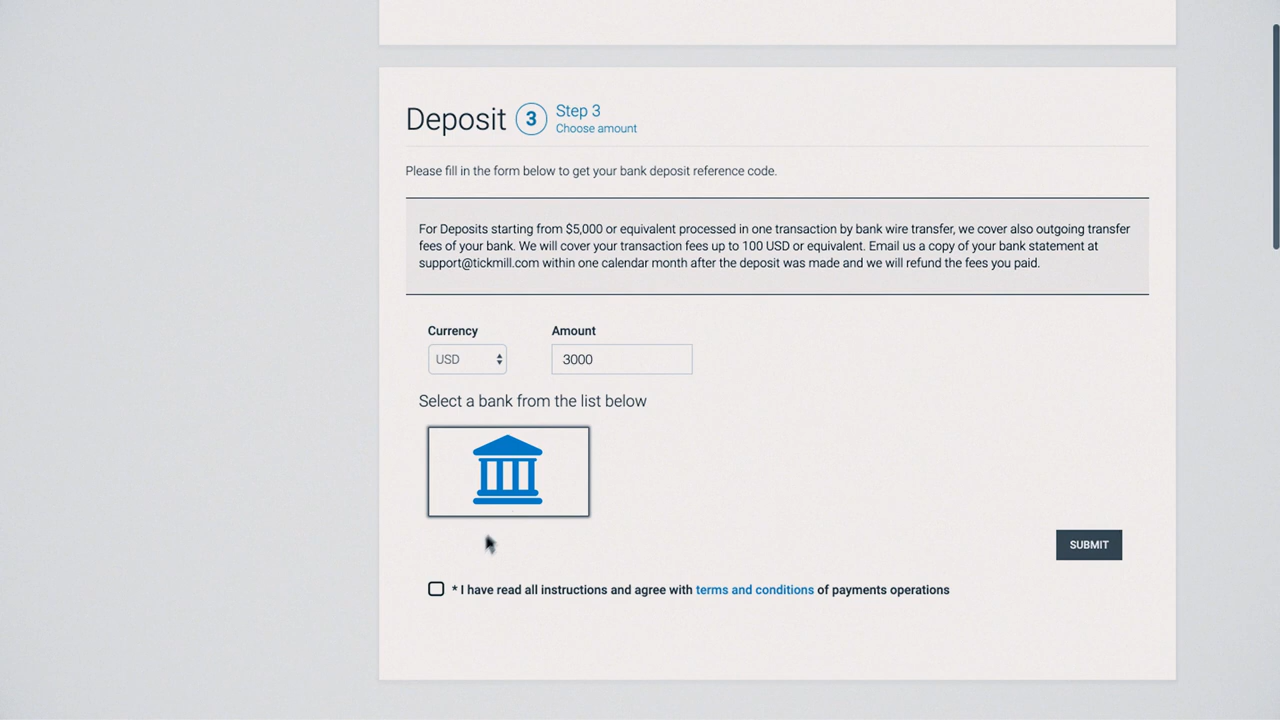 Deposit 3 Step 3
Choose amount
Please fill in the form below to get your bank deposit reference code.
For Deposits starting from $5,000 or equivalent processed in one transaction by bank wire transfer, we cover also outgoing transfer
fees of your bank. We will cover your transaction fees up to 100 USD or equivalent. Email us a copy of your bank statement at
support@tickmill.com within one calendar month after the deposit was made and we will refund the fees you paid.
Currency Amount
USD 3000
Select a bank from the list below
SUBMIT
* I have read all instructions and agree with terms and conditions of payments operations